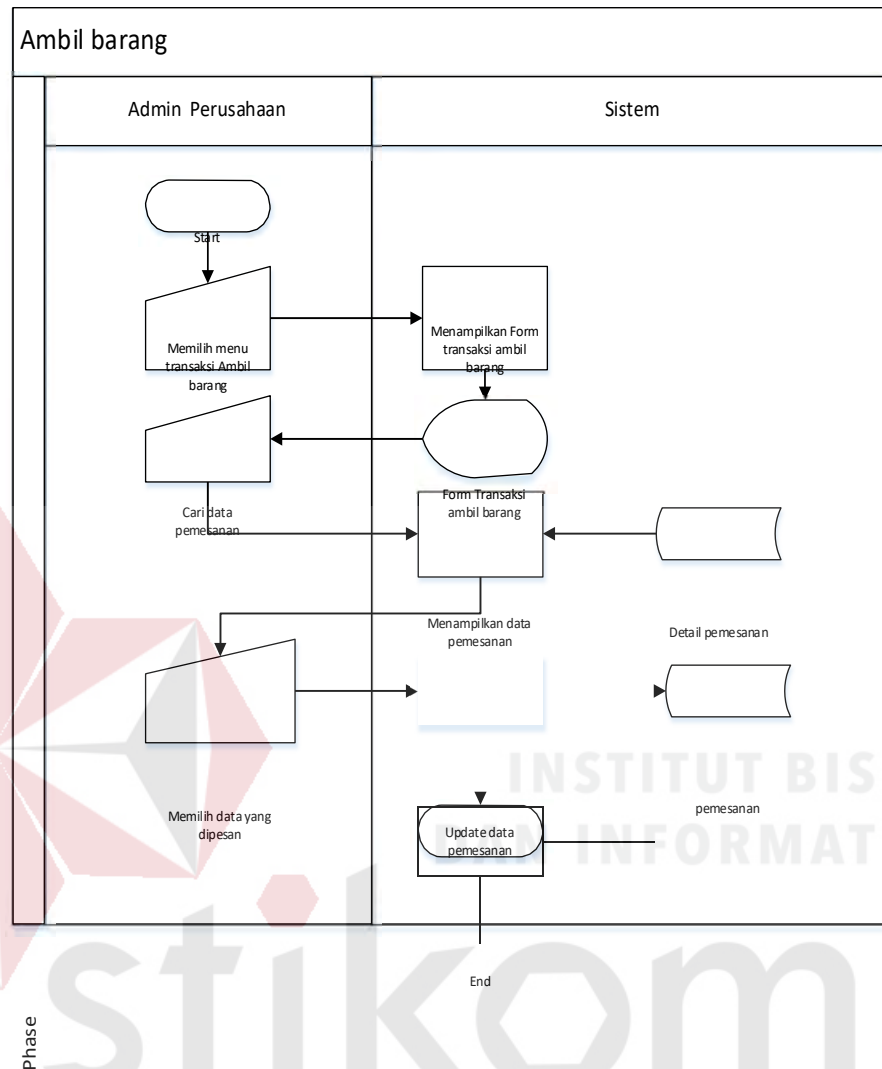 Ambil barang
Admin Perusahaan
Sistem
Start
Memilih menu
transaksi Ambil
barang
Menampilkan Form
transaksi ambil
barang
Cari data
pemesanan
Form Transaksi
ambil barang
Menampilkan data
pemesanan
Detail pemesanan
INSTITUT BIS
DAN INFORMAT
Memilih data yang
dipesan
Update data
pemesanan
pemesanan
End
Phase
stikom